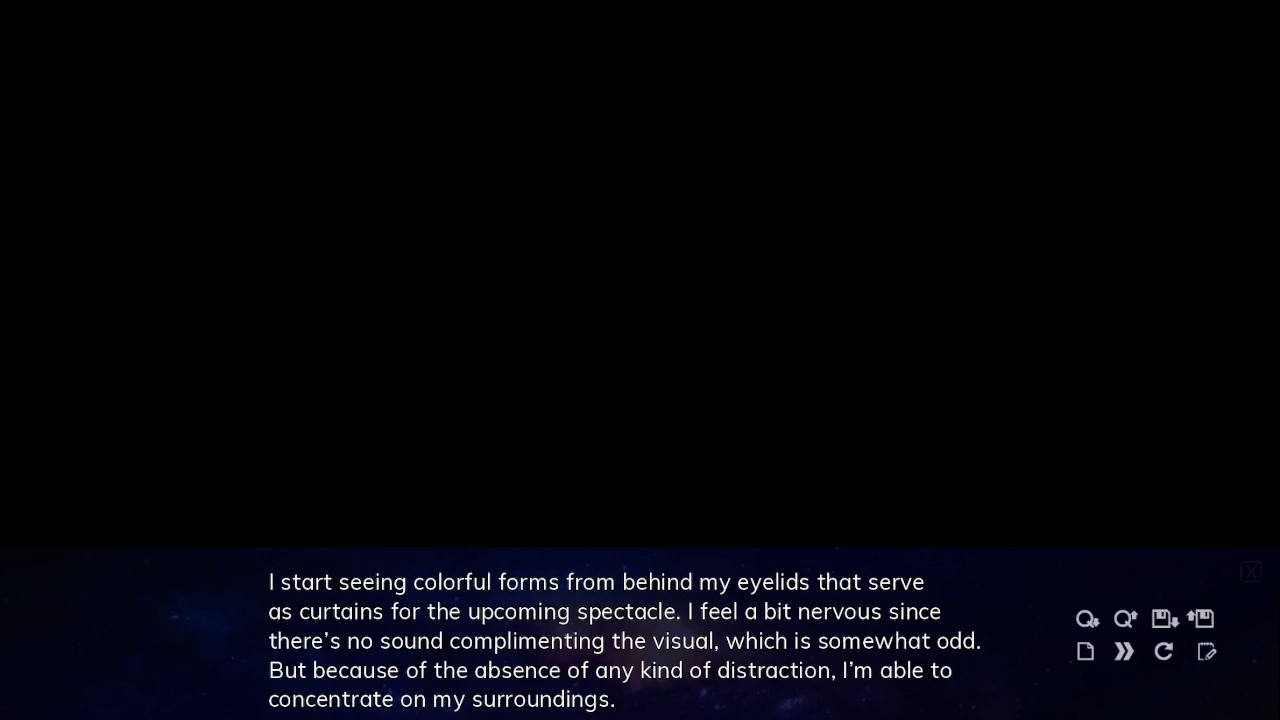 I start seeing colorful forms from behind my eyelids that serve
as curtains for the upcoming spectacle. I feel a bit nervous since
there’s no sound complimenting the visual, which is somewhat odd.
But because of the absence of any kind of distraction, I’m able to
concentrate on my surroundings.
X
Q Q